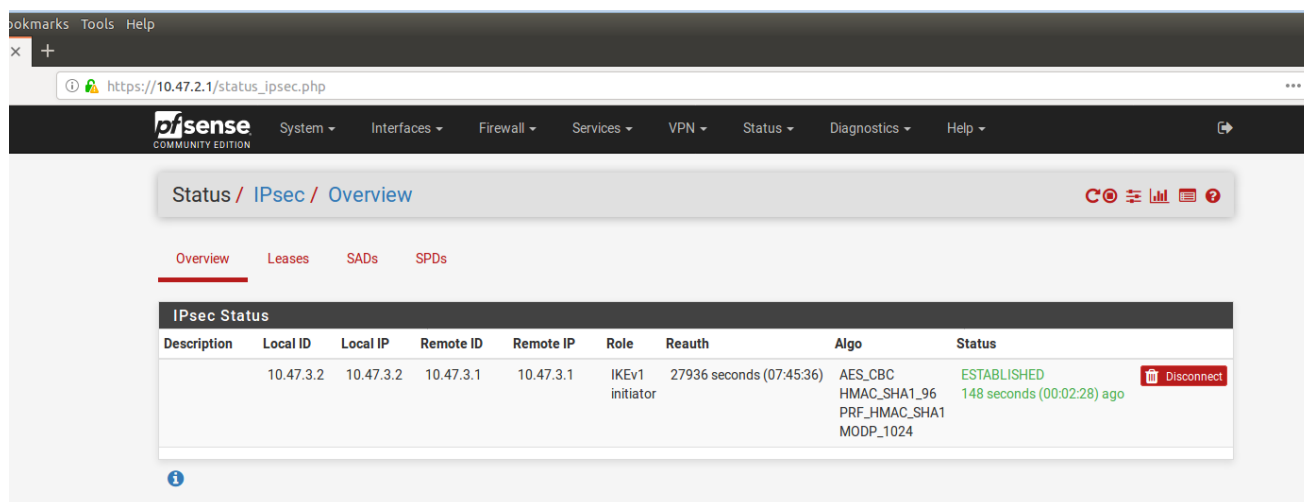 ookmarks Tools Help
https://10.47.2.1/status_ipsec.php
pfsense
COMMUNITY EDITION
System Interfaces Firewall Services VPN Status Diagnostics Help
Status / IPsec / Overview
Overview Leases SADs SPDs
IPsec Status
Description Local ID Local IP Remote ID Remote IP Role Reauth Algo Status
10.47.3.2 10.47.3.2 10.47.3.1 10.47.3.1 IKEv1 27936 seconds (07:45:36) AES_CBC ESTABLISHED Disconnect
initiator HMAC_SHA1_96 148 seconds (00:02:28) ago
PRF_HMAC_SHA1
MODP_1024